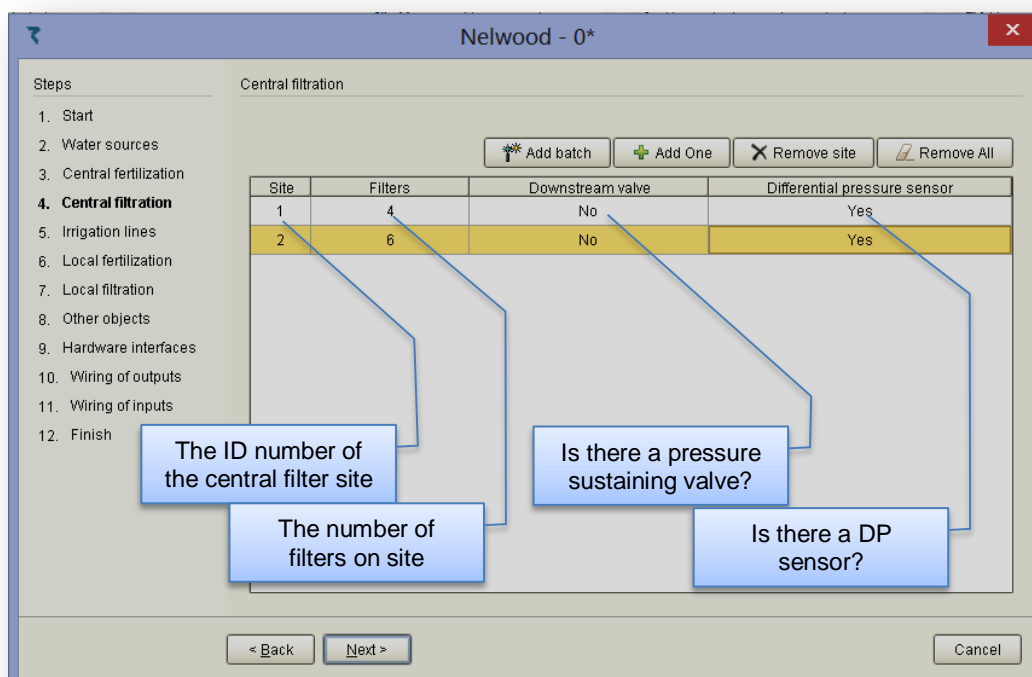 Nelwood - 0*
Steps
1. Start
2. Water sources
3. Central fertilization
4. Central filtration
5. Irrigation lines
6. Local fertilization
7. Local filtration
8. Other objects
9. Hardware interfaces
10. Wiring of outputs
11. Wiring of inputs
12. Finish
Central filtration
Add batch Add One Remove site Remove All
Site Filters Downstream valve Differential pressure sensor
1 4 No Yes
2 6 No Yes
The ID number of
the central filter site
The number of
filters on site
Is there a pressure
sustaining valve?
Is there a DP
sensor?
< Back Next > Cancel